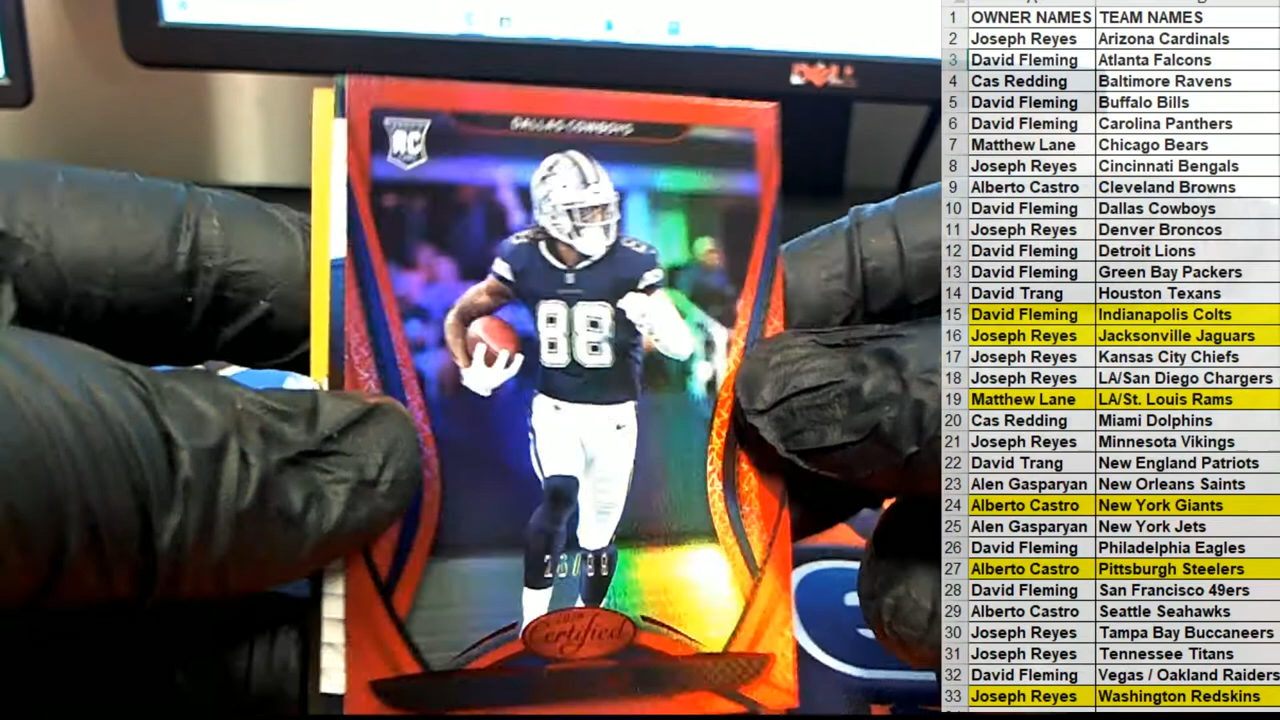 DELL
RC
DALLAS COWBOYS
88
Certified
1 OWNER NAMES TEAM NAMES
2 Joseph Reyes Arizona Cardinals
3 David Fleming Atlanta Falcons
4 Cas Redding Baltimore Ravens
5 David Fleming Buffalo Bills
6 David Fleming Carolina Panthers
7 Matthew Lane Chicago Bears
8 Joseph Reyes Cincinnati Bengals
9 Alberto Castro Cleveland Browns
10 David Fleming Dallas Cowboys
11 Joseph Reyes Denver Broncos
12 David Fleming Detroit Lions
13 David Fleming Green Bay Packers
14 David Trang Houston Texans
15 David Fleming Indianapolis Colts
16 Joseph Reyes Jacksonville Jaguars
17 Joseph Reyes Kansas City Chiefs
18 Joseph Reyes LA/San Diego Chargers
19 Matthew Lane LA/St. Louis Rams
20 Cas Redding Miami Dolphins
21 Joseph Reyes Minnesota Vikings
22 David Trang New England Patriots
23 Alen Gasparyan New Orleans Saints
24 Alberto Castro New York Giants
25 Alen Gasparyan New York Jets
26 David Fleming Philadelphia Eagles
27 Alberto Castro Pittsburgh Steelers
28 David Fleming San Francisco 49ers
29 Alberto Castro Seattle Seahawks
30 Joseph Reyes Tampa Bay Buccaneers
31 Joseph Reyes Tennessee Titans
32 David Fleming Vegas / Oakland Raiders
33 Joseph Reyes Washington Redskins